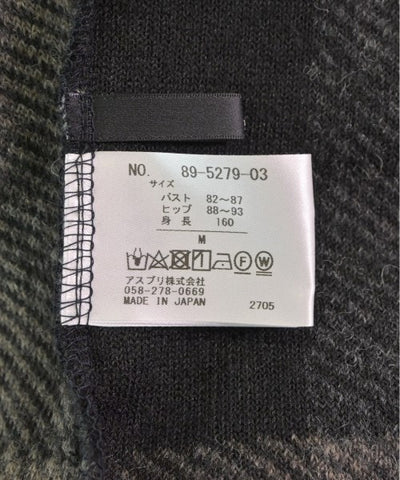 NO. 89-5279-03
サイズ
バスト 82～87
ヒップ 88～93
身長 160
M
F W
アスプリ株式会社
058-278-0669
MADE IN JAPAN 2705